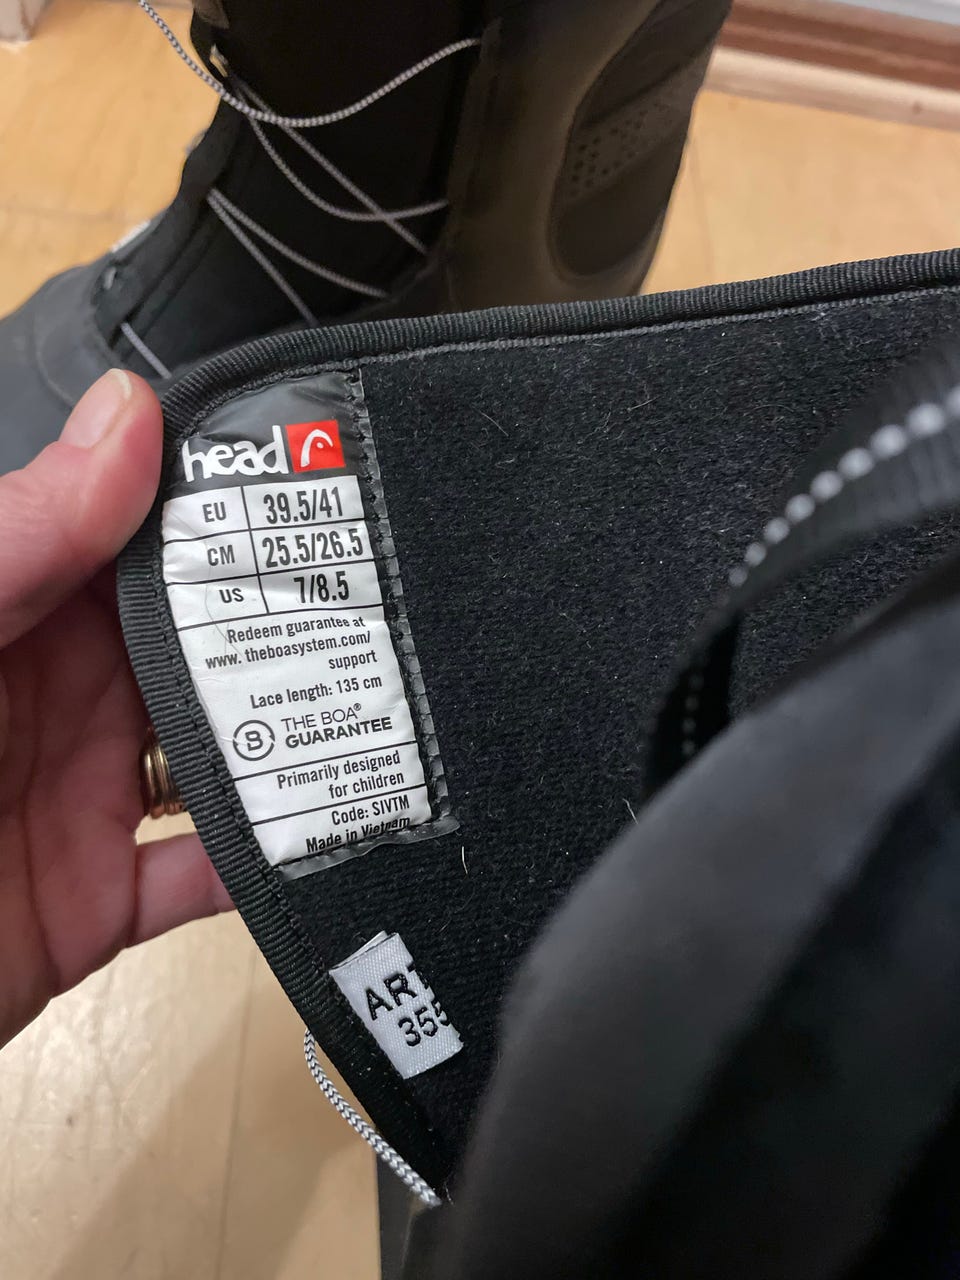 head
EU 39.5/41
CM 25.5/26.5
US 7/8.5
Redeem guarantee at
www. theboasystem.com/
support
Lace length: 135 cm
B THE BOA®
GUARANTEE
Primarily designed
for children
Code: SIVTM
Made in Vietnam